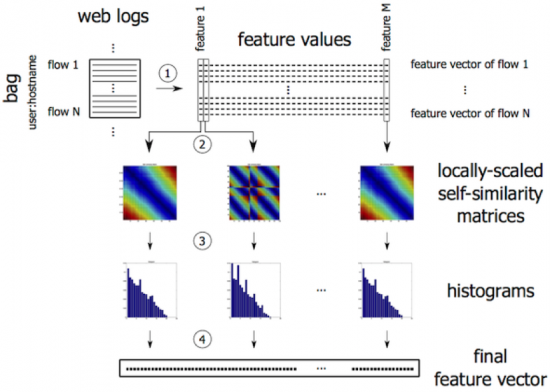 web logs
feature 1
feature values
feature M
bag
user:hostname
flow 1
flow N
1
feature vector of flow 1
feature vector of flow N
2
locally-scaled
self-similarity
matrices
3
histograms
4
final
feature vector